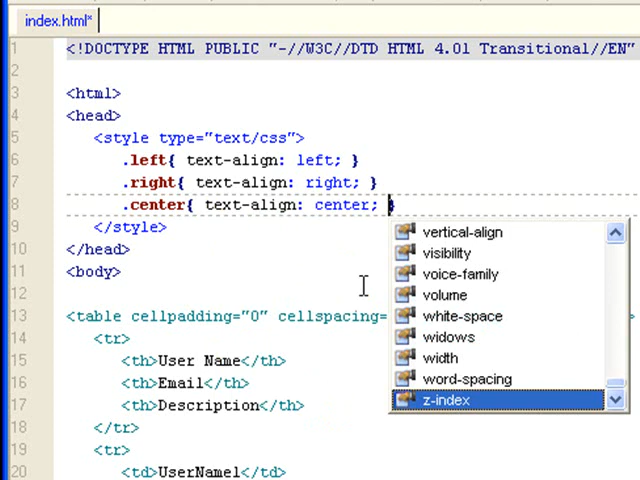 index.html*
1 <!DOCTYPE HTML PUBLIC "-//W3C//DTD HTML 4.01 Transitional//EN"
2
3 <html>
4 <head>
5 <style type="text/css">
6 .left{ text-align: left; }
7 .right{ text-align: right; }
8 .center{ text-align: center; }
9 </style>
10 </head>
11 <body>
12
13 <table cellpadding="0" cellspacing=
14 <tr>
15 <th>User Name</th>
16 <th>Email</th>
17 <th>Description</th>
18 </tr>
19 <tr>
20 <td>UserName1</td>
vertical-align
visibility
voice-family
volume
white-space
widows
width
word-spacing
z-index